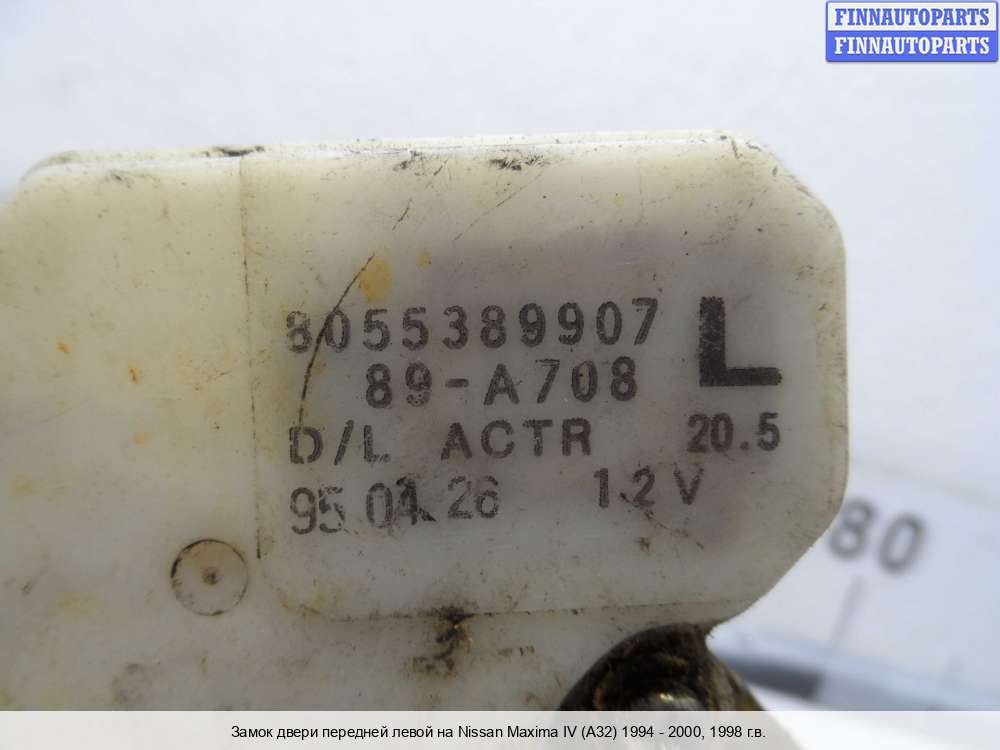 FINNAUTOPARTS
FINNAUTOPARTS
8055389907 L
89-A708
D/L ACTR 20.5
95.04.26 12V
80
Замок двери передней левой на Nissan Maxima IV (A32) 1994 - 2000, 1998 г.в.